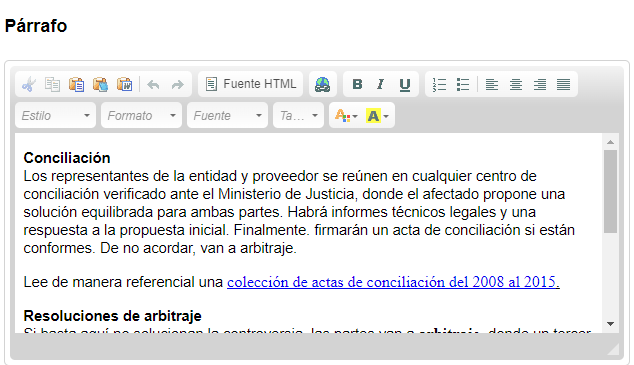 Párrafo
Fuente HTML
B I U
Estilo Formato Fuente Ta... A A
Conciliación
Los representantes de la entidad y proveedor se reúnen en cualquier centro de
conciliación verificado ante el Ministerio de Justicia, donde el afectado propone una
solución equilibrada para ambas partes. Habrá informes técnicos legales y una
respuesta a la propuesta inicial. Finalmente. firmarán un acta de conciliación si están
conformes. De no acordar, van a arbitraje.
Lee de manera referencial una colección de actas de conciliación del 2008 al 2015.
Resoluciones de arbitraje
Si hasta aquí no solucionan la controversia, las partes van a arbitraje, donde un tercer